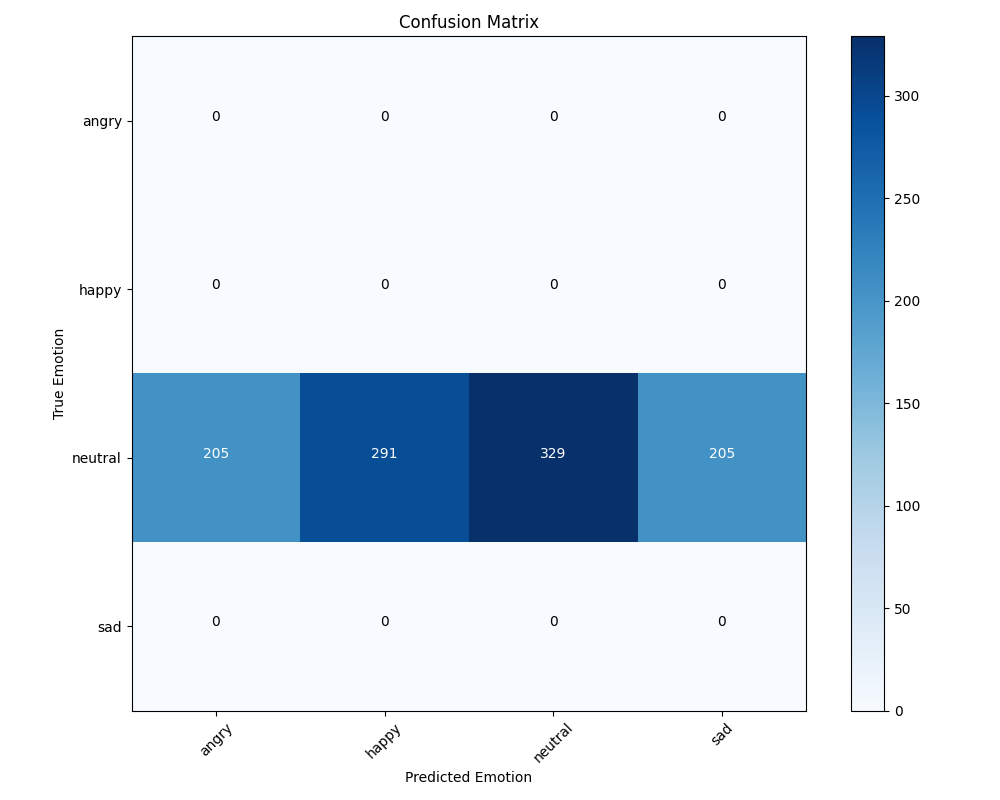 Confusion Matrix
angry
0 0 0 0
happy
0 0 0 0
neutral
205 291 329 205
sad
0 0 0 0
True Emotion
angry happy neutral sad
Predicted Emotion
300
250
200
150
100
50
0